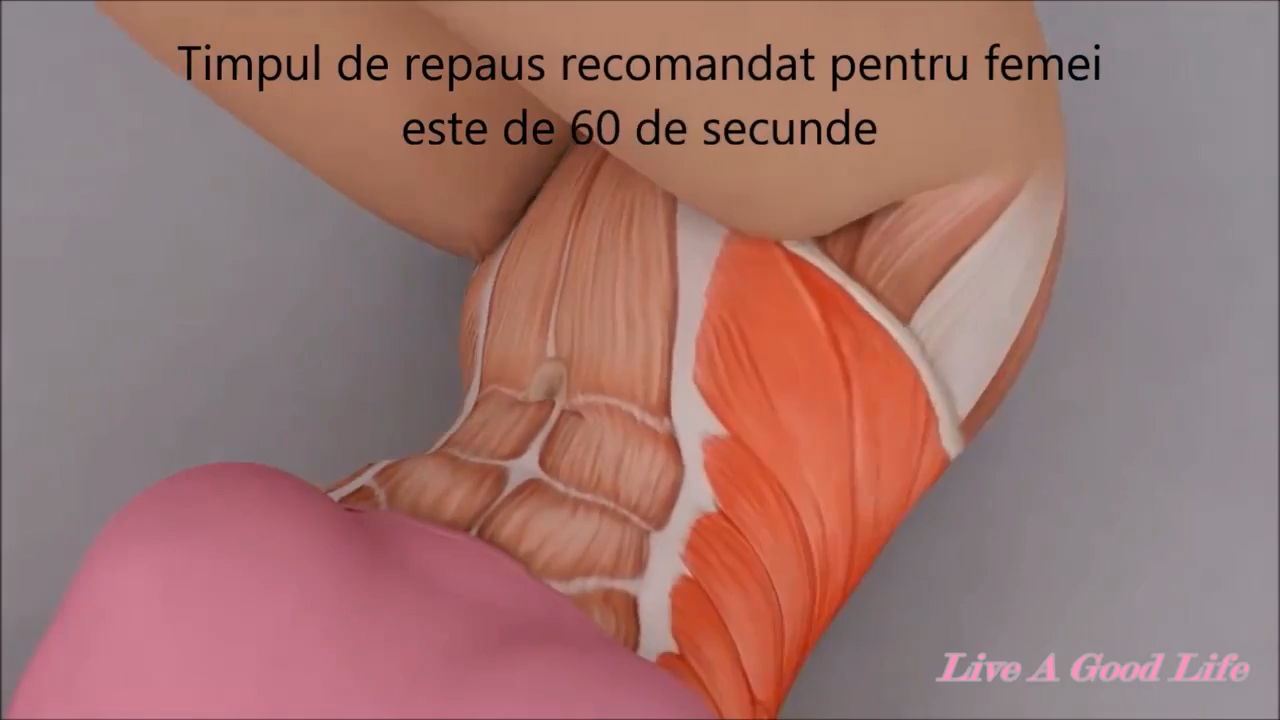 Timpul de repaus recomandat pentru femei
este de 60 de secunde
Live A Good Life